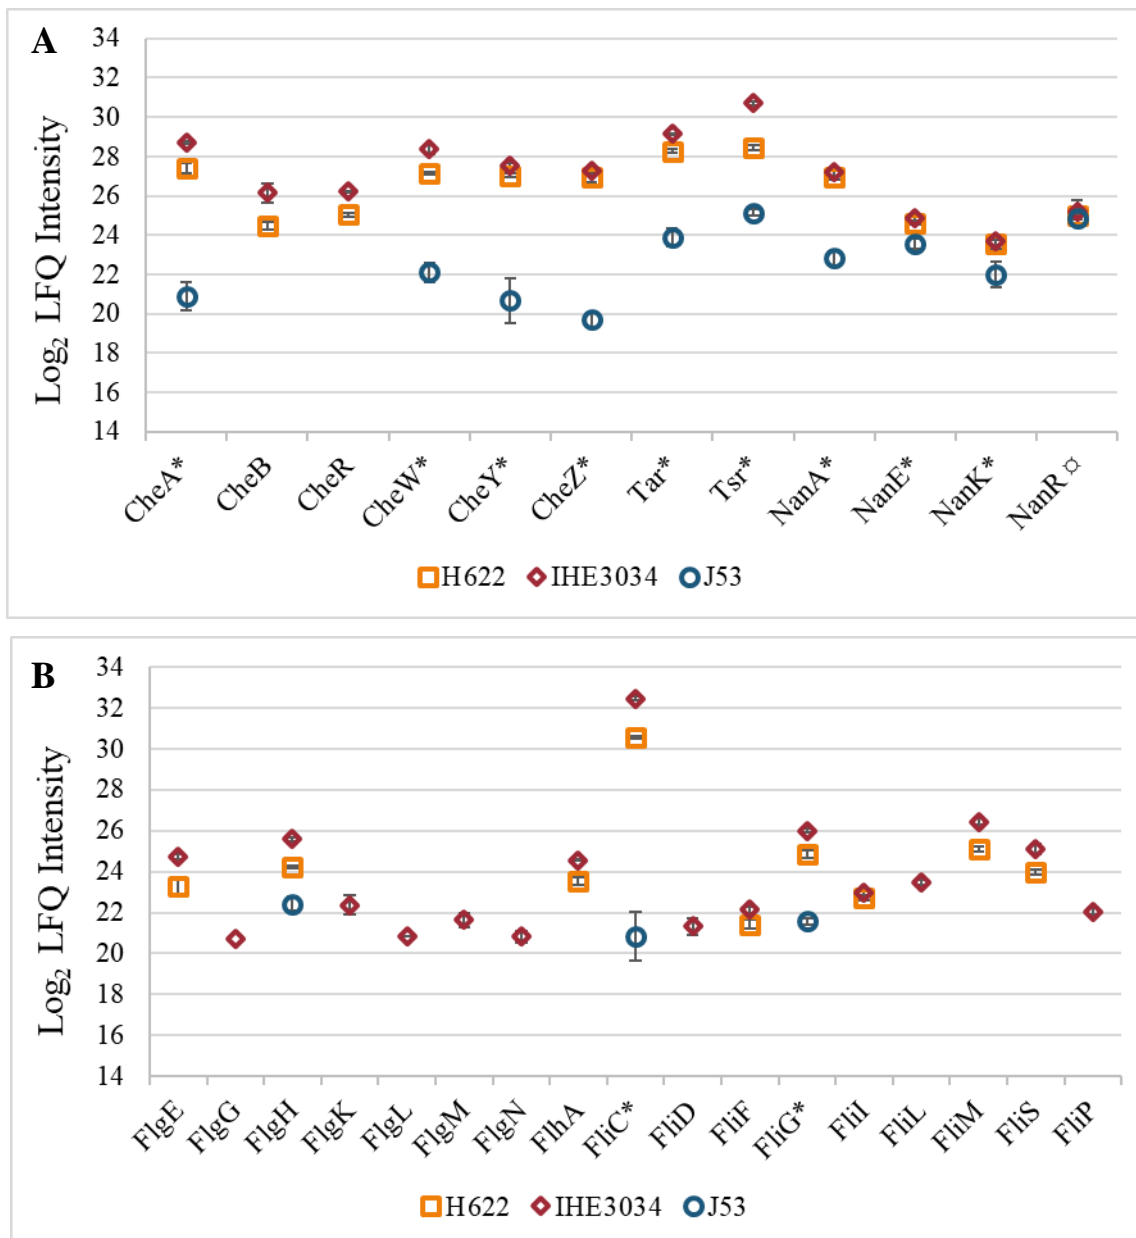 A
34
32
30
28
26
24
22
20
18
16
14
Log₂ LFQ Intensity
CheA* CheB CheR CheW* CheY* CheZ* Tar* Tsr* NanA* NanE* NanK* NanR ¤
H622 IHE3034 J53
B
34
32
30
28
26
24
22
20
18
16
14
Log₂ LFQ Intensity
FlgE FlgG FlgH FlgK FlgL FlgM FlgN FlhA FliC* FliD FliF FliG* FliI FliL FliM FliS FliP
H622 IHE3034 J53